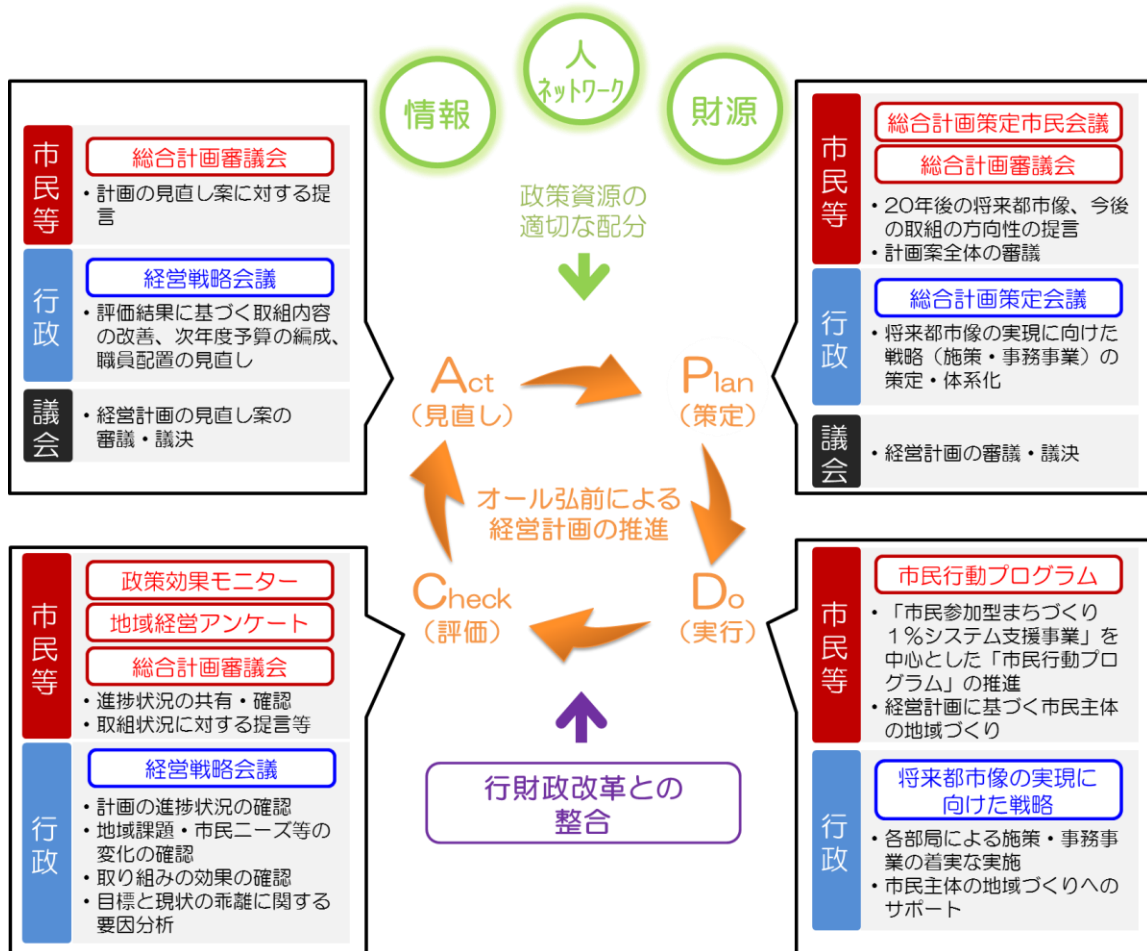 人
ネットワーク
情報
財源
政策資源の
適切な配分
市民等
総合計画審議会
・計画の見直し案に対する提
言
行政
経営戦略会議
・評価結果に基づく取組内容
の改善、次年度予算の編成、
職員配置の見直し
議会
・経営計画の見直し案の
審議・議決
市民等
総合計画策定市民会議
総合計画審議会
・20年後の将来都市像、今後
の取組の方向性の提言
・計画案全体の審議
行政
総合計画策定会議
・将来都市像の実現に向けた
戦略（施策・事務事業）の
策定・体系化
議会
・経営計画の審議・議決
Act
（見直し）
Plan
（策定）
オール弘前による
経営計画の推進
Check
（評価）
Do
（実行）
行財政改革との
整合
市民等
政策効果モニター
地域経営アンケート
総合計画審議会
・進捗状況の共有・確認
・取組状況に対する提言等
行政
経営戦略会議
・計画の進捗状況の確認
・地域課題・市民ニーズ等の
変化の確認
・取り組みの効果の確認
・目標と現状の乖離に関する
要因分析
市民等
市民行動プログラム
・「市民参加型まちづくり
１％システム支援事業」を
中心とした「市民行動プロ
グラム」の推進
・経営計画に基づく市民主体
の地域づくり
行政
将来都市像の実現に
向けた戦略
・各部局による施策・事務事
業の着実な実施
・市民主体の地域づくりへの
サポート